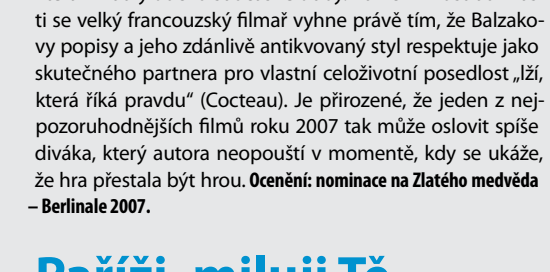 ti se velký francouzský filmař vyhne právě tím, že Balzako-
vy popisy a jeho zdánlivě antikvovaný styl respektuje jako
skutečného partnera pro vlastní celoživotní posedlost „lží,
která říká pravdu“ (Cocteau). Je přirozené, že jeden z nej-
pozoruhodnějších filmů roku 2007 tak může oslovit spíše
diváka, který autora neopouští v momentě, kdy se ukáže,
že hra přestala být hrou. Ocenění: nominace na Zlatého medvěda
– Berlinale 2007.
Paříži, miluji Tě